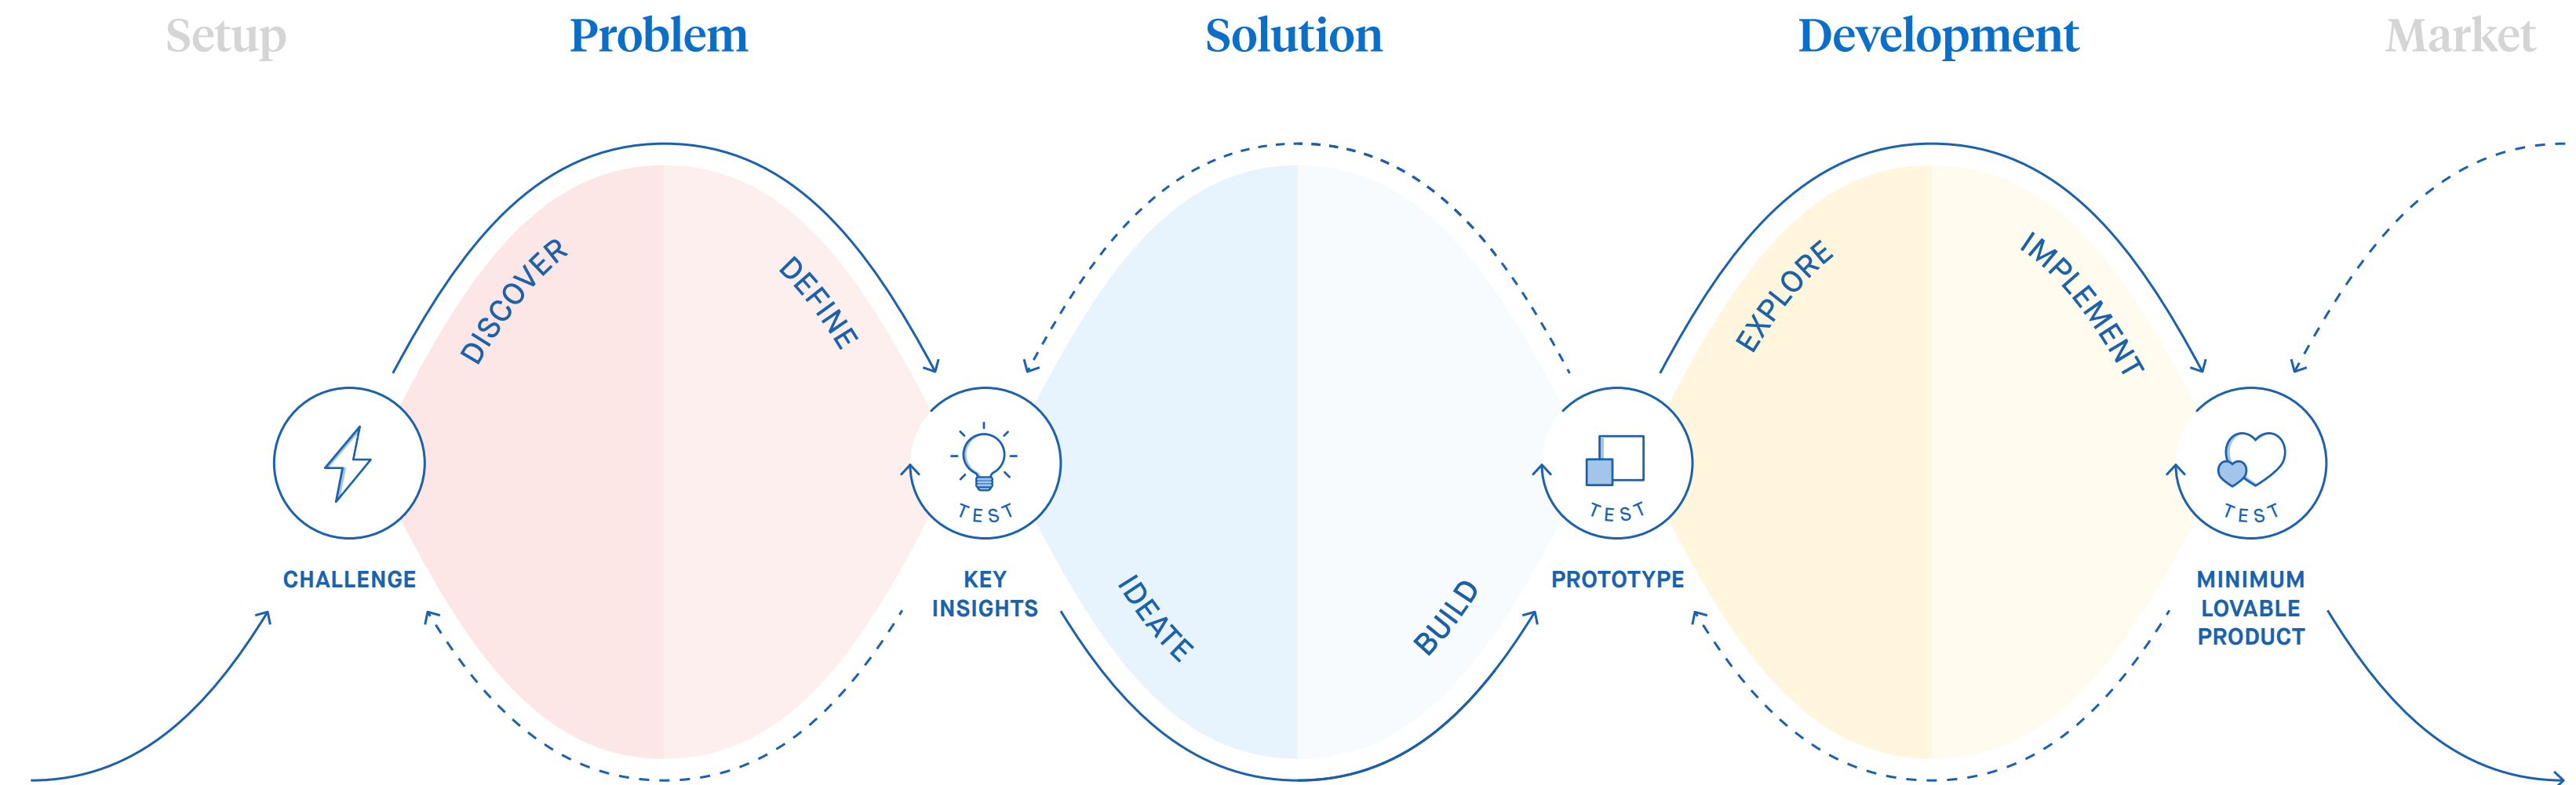 Setup
Problem
Solution
Development
Market
DISCOVER
DEFINE
EXPLORE
IMPLEMENT
TEST
TEST
TEST
CHALLENGE
KEY
INSIGHTS
IDEATE
BUILD
PROTOTYPE
MINIMUM
LOVABLE
PRODUCT